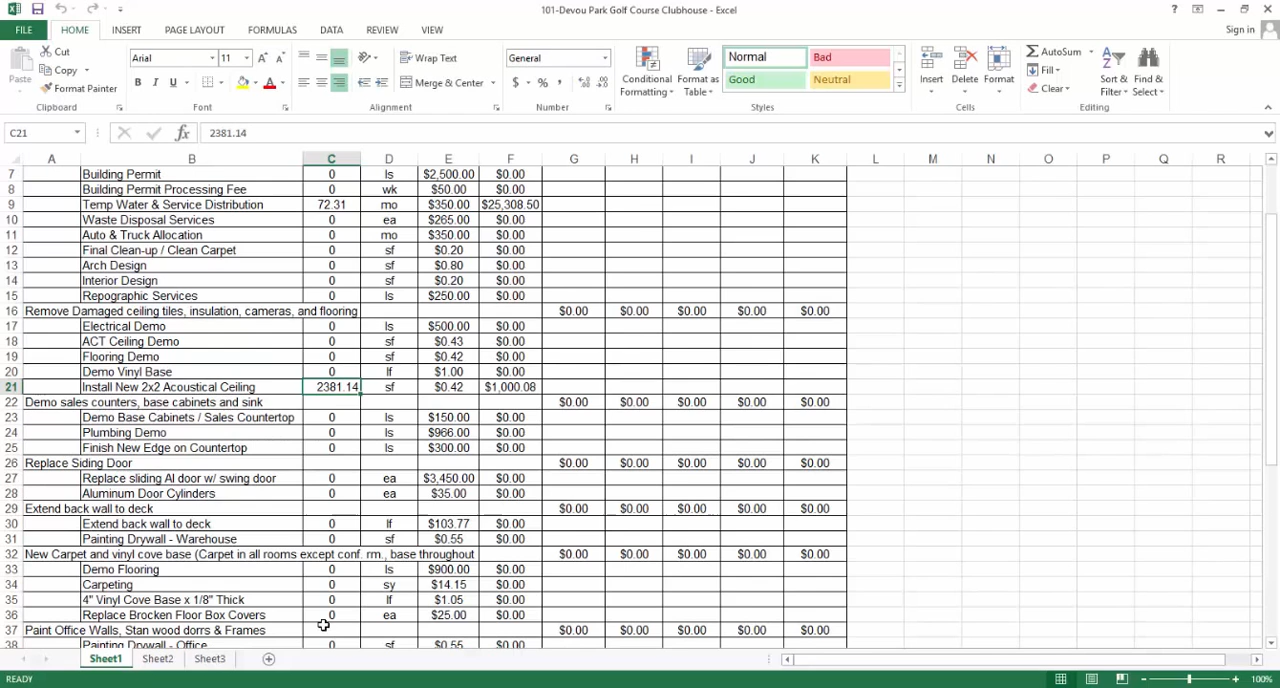 101-Devou Park Golf Course Clubhouse - Excel
Sign in
FILE HOME INSERT PAGE LAYOUT FORMULAS DATA REVIEW VIEW
Paste Cut Copy Format Painter Clipboard
Arial 11 B I U Font
Wrap Text Merge & Center Alignment
General $ % Number
Conditional Formatting Format as Table Normal Bad Good Neutral Styles
Insert Delete Format Cells
AutoSum Fill Clear Sort & Filter Find & Select Editing
C21 fx 2381.14
A B C D E F G H I J K L M N O P Q R
7 Building Permit 0 ls $2,500.00 $0.00
8 Building Permit Processing Fee 0 wk $50.00 $0.00
9 Temp Water & Service Distribution 72.31 mo $350.00 $25,308.50
10 Waste Disposal Services 0 ea $265.00 $0.00
11 Auto & Truck Allocation 0 mo $350.00 $0.00
12 Final Clean-up / Clean Carpet 0 sf $0.20 $0.00
13 Arch Design 0 sf $0.80 $0.00
14 Interior Design 0 sf $0.20 $0.00
15 Repographic Services 0 ls $250.00 $0.00
16 Remove Damaged ceiling tiles, insulation, cameras, and flooring $0.00 $0.00 $0.00 $0.00 $0.00
17 Electrical Demo 0 ls $500.00 $0.00
18 ACT Ceiling Demo 0 sf $0.43 $0.00
19 Flooring Demo 0 sf $0.42 $0.00
20 Demo Vinyl Base 0 lf $1.00 $0.00
21 Install New 2x2 Acoustical Ceiling 2381.14 sf $0.42 $1,000.08
22 Demo sales counters, base cabinets and sink $0.00 $0.00 $0.00 $0.00 $0.00
23 Demo Base Cabinets / Sales Countertop 0 ls $150.00 $0.00
24 Plumbing Demo 0 ls $966.00 $0.00
25 Finish New Edge on Countertop 0 ls $300.00 $0.00
26 Replace Siding Door $0.00 $0.00 $0.00 $0.00 $0.00
27 Replace sliding Al door w/ swing door 0 ea $3,450.00 $0.00
28 Aluminum Door Cylinders 0 ea $35.00 $0.00
29 Extend back wall to deck $0.00 $0.00 $0.00 $0.00 $0.00
30 Extend back wall to deck 0 lf $103.77 $0.00
31 Painting Drywall - Warehouse 0 sf $0.55 $0.00
32 New Carpet and vinyl cove base (Carpet in all rooms except conf. rm., base throughout $0.00 $0.00 $0.00 $0.00 $0.00
33 Demo Flooring 0 ls $900.00 $0.00
34 Carpeting 0 sy $14.15 $0.00
35 4" Vinyl Cove Base x 1/8" Thick 0 lf $1.05 $0.00
36 Replace Brocken Floor Box Covers 0 ea $25.00 $0.00
37 Paint Office Walls, Stan wood dorrs & Frames $0.00 $0.00 $0.00 $0.00 $0.00
38 Painting Drywall - Office 0 sf $0.55 $0.00
Sheet1 Sheet2 Sheet3
READY 100%